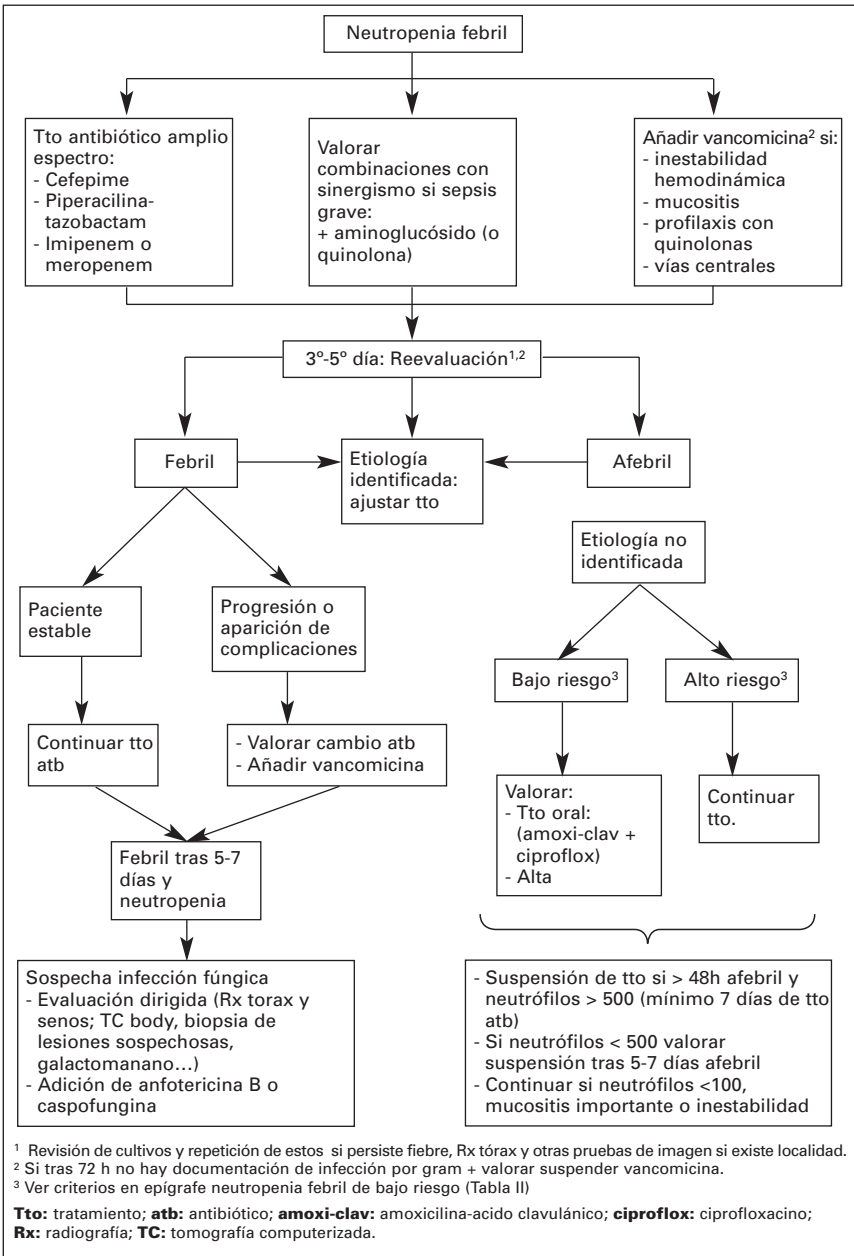 Neutropenia febril
Tto antibiótico amplio
espectro:
- Cefepime
- Piperacilina-
tazobactam
- Imipenem o
meropenem
Valorar
combinaciones con
sinergismo si sepsis
grave:
+ aminoglucósido (o
quinolona)
Añadir vancomicina² si:
- inestabilidad
hemodinámica
- mucositis
- profilaxis con
quinolonas
- vías centrales
3º-5º día: Reevaluación¹,²
Febril
Etiología
identificada:
ajustar tto
Afebril
Etiología no
identificada
Paciente
estable
Progresión o
aparición de
complicaciones
Bajo riesgo³
Alto riesgo³
Continuar tto
atb
- Valorar cambio atb
- Añadir vancomicina
Valorar:
- Tto oral:
(amoxi-clav +
ciproflox)
- Alta
Continuar
tto.
Febril tras 5-7
días y
neutropenia
Sospecha infección fúngica
- Evaluación dirigida (Rx torax y
senos; TC body, biopsia de
lesiones sospechosas,
galactomanano...)
- Adición de anfotericina B o
caspofungina
- Suspensión de tto si > 48h afebril y
neutrófilos > 500 (mínimo 7 días de tto
atb)
- Si neutrófilos < 500 valorar
suspensión tras 5-7 días afebril
- Continuar si neutrófilos <100,
mucositis importante o inestabilidad
¹ Revisión de cultivos y repetición de estos si persiste fiebre, Rx tórax y otras pruebas de imagen si existe localidad.
² Si tras 72 h no hay documentación de infección por gram + valorar suspender vancomicina.
³ Ver criterios en epígrafe neutropenia febril de bajo riesgo (Tabla II)
Tto: tratamiento; atb: antibiótico; amoxi-clav: amoxicilina-acido clavulánico; ciproflox: ciprofloxacino;
Rx: radiografía; TC: tomografía computerizada.